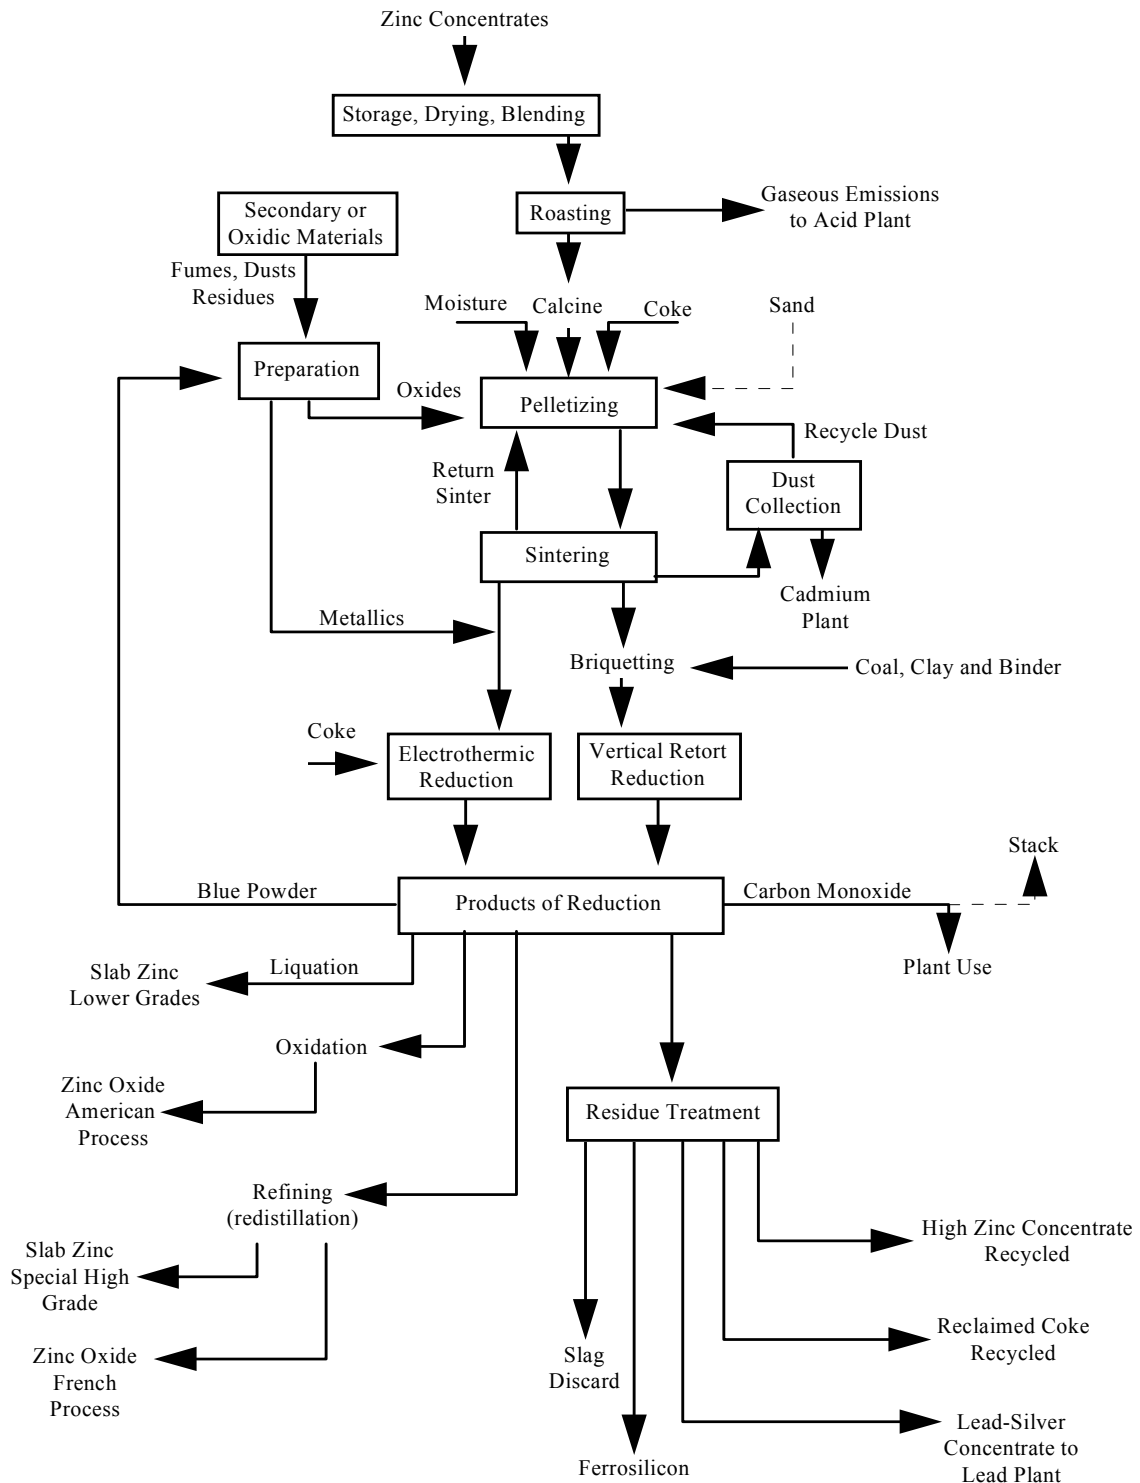 Zinc Concentrates
Storage, Drying, Blending
Secondary or
Oxidic Materials
Roasting
Gaseous Emissions
to Acid Plant
Fumes, Dusts
Residues
Moisture
Calcine
Coke
Sand
Preparation
Oxides
Pelletizing
Recycle Dust
Return
Sinter
Dust
Collection
Sintering
Cadmium
Plant
Metallics
Briquetting
Coal, Clay and Binder
Coke
Electrothermic
Reduction
Vertical Retort
Reduction
Stack
Blue Powder
Products of Reduction
Carbon Monoxide
Plant Use
Liquation
Slab Zinc
Lower Grades
Oxidation
Zinc Oxide
American
Process
Residue Treatment
Refining
(redistillation)
High Zinc Concentrate
Recycled
Slab Zinc
Special High
Grade
Reclaimed Coke
Recycled
Zinc Oxide
French
Process
Slag
Discard
Lead-Silver
Concentrate to
Lead Plant
Ferrosilicon